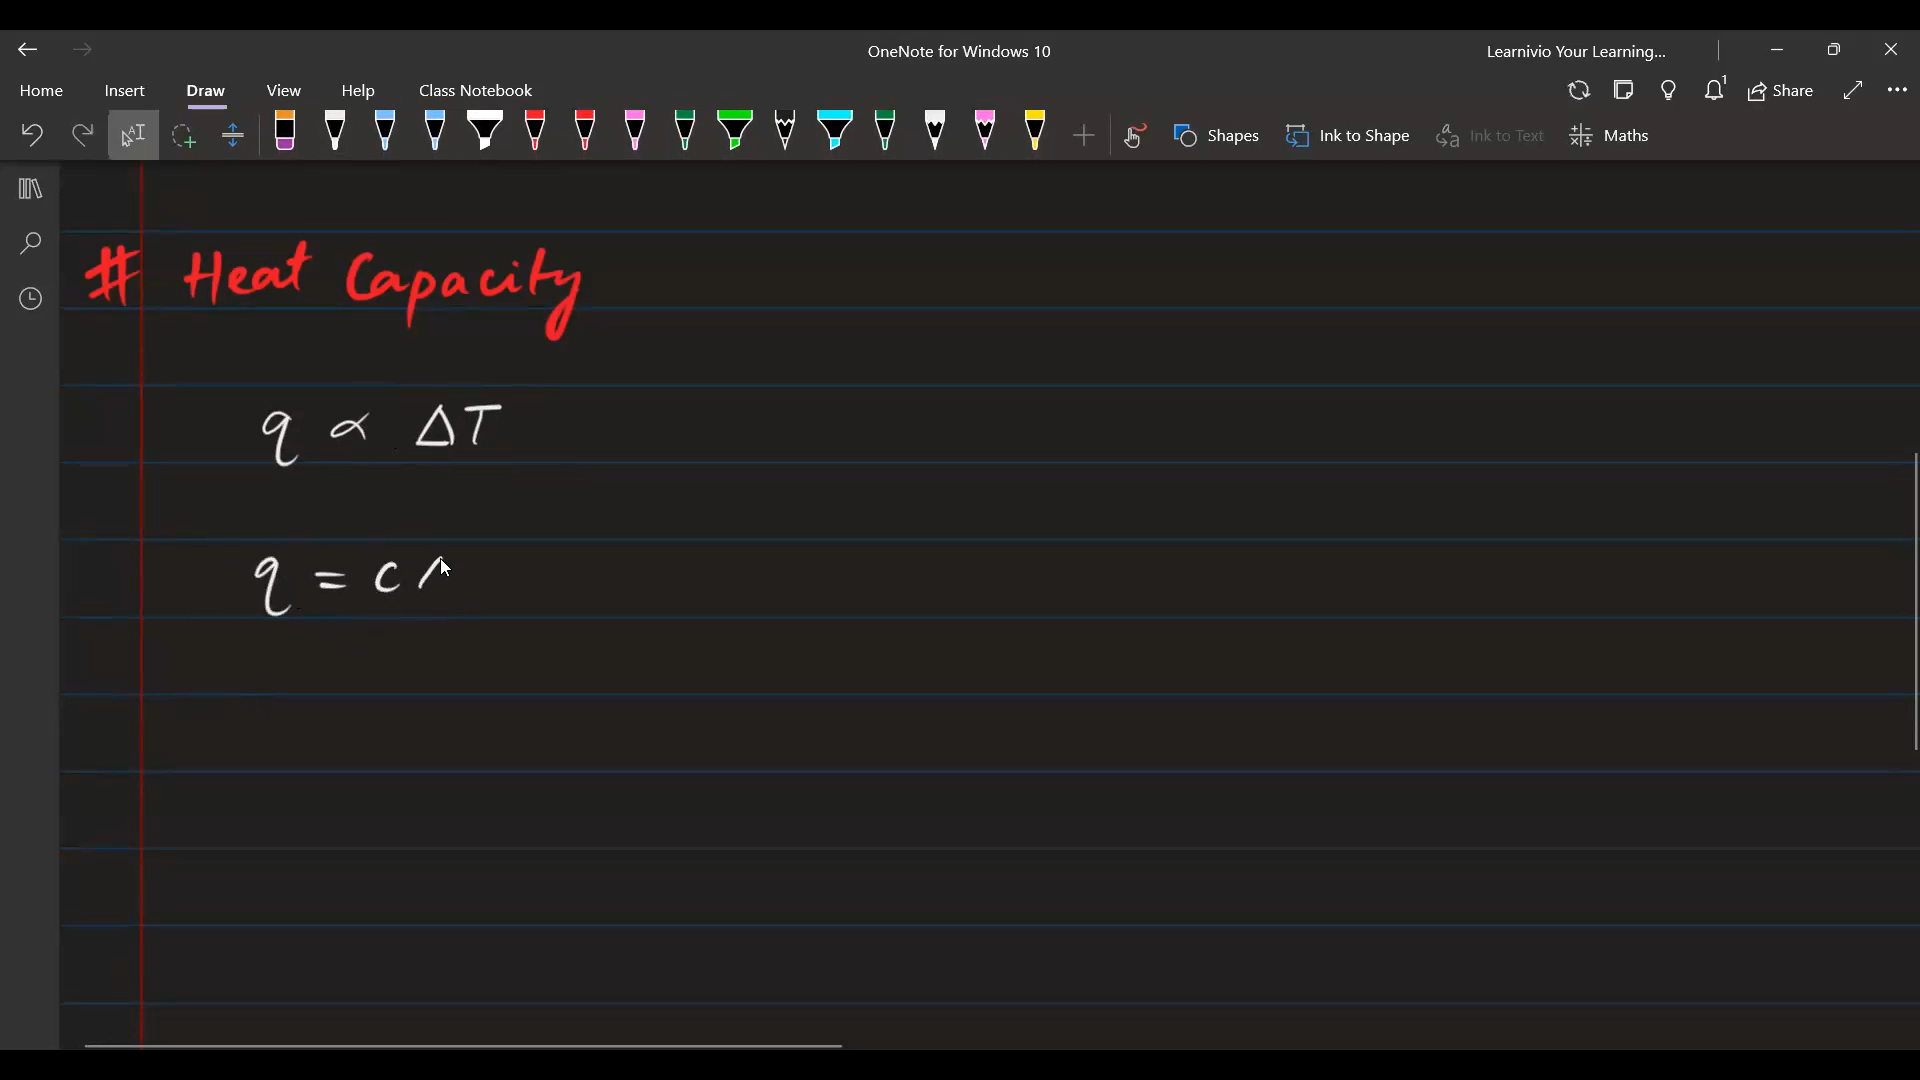 OneNote for Windows 10
Learnivio Your Learning...
Home Insert Draw View Help Class Notebook
1
Share
Shapes
Ink to Shape
Ink to Text
Maths
# Heat Capacity
q ∝ ΔT
q = c